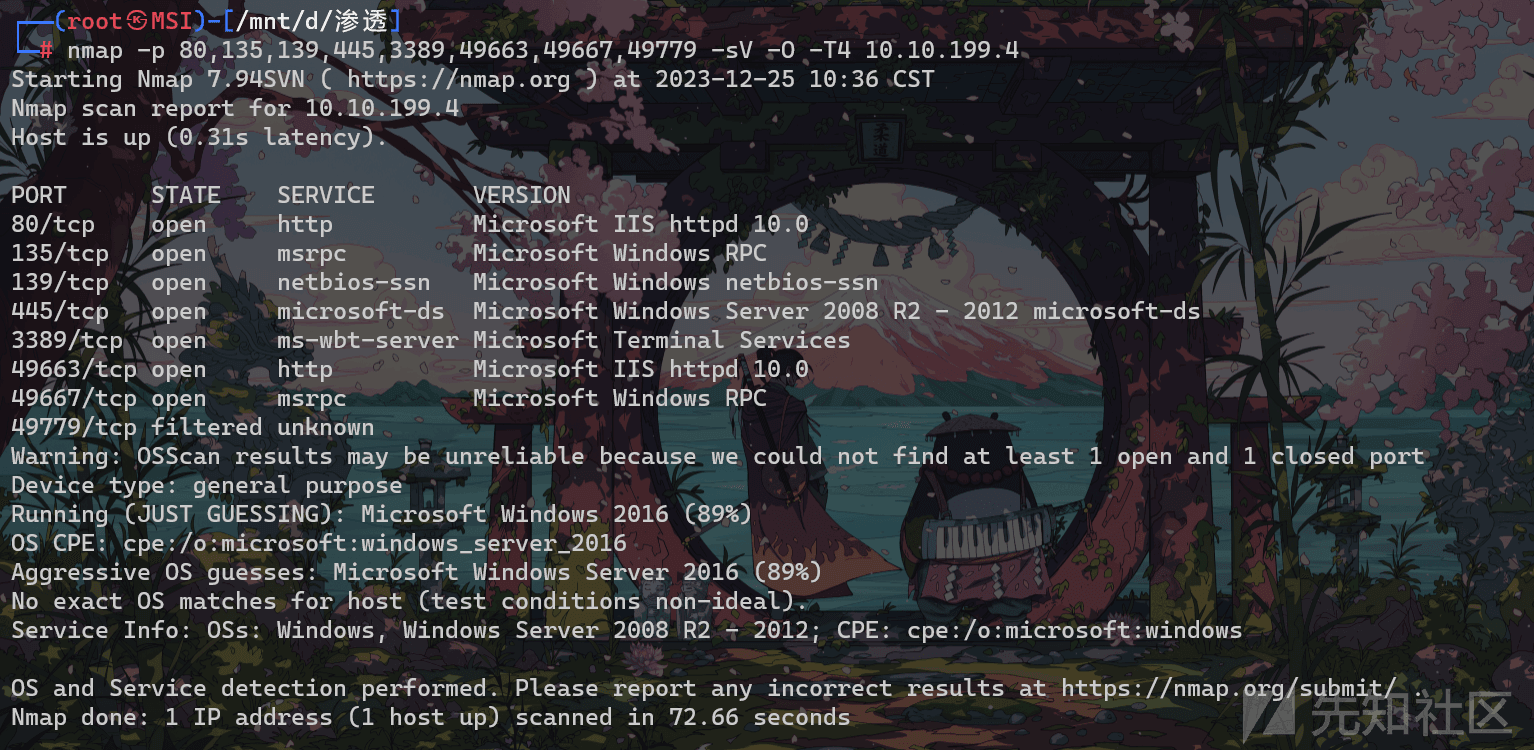 (root㉿MSI)-[/mnt/d/渗透]
# nmap -p 80,135,139,445,3389,49663,49667,49779 -sV -O -T4 10.10.199.4
Starting Nmap 7.94SVN ( https://nmap.org ) at 2023-12-25 10:36 CST
Nmap scan report for 10.10.199.4
Host is up (0.31s latency).
PORT      STATE    SERVICE       VERSION
80/tcp    open     http          Microsoft IIS httpd 10.0
135/tcp   open     msrpc         Microsoft Windows RPC
139/tcp   open     netbios-ssn   Microsoft Windows netbios-ssn
445/tcp   open     microsoft-ds  Microsoft Windows Server 2008 R2 - 2012 microsoft-ds
3389/tcp  open     ms-wbt-server Microsoft Terminal Services
49663/tcp open     http          Microsoft IIS httpd 10.0
49667/tcp open     msrpc         Microsoft Windows RPC
49779/tcp filtered unknown
Warning: OSScan results may be unreliable because we could not find at least 1 open and 1 closed port
Device type: general purpose
Running (JUST GUESSING): Microsoft Windows 2016 (89%)
OS CPE: cpe:/o:microsoft:windows_server_2016
Aggressive OS guesses: Microsoft Windows Server 2016 (89%)
No exact OS matches for host (test conditions non-ideal).
Service Info: OSs: Windows, Windows Server 2008 R2 - 2012; CPE: cpe:/o:microsoft:windows
OS and Service detection performed. Please report any incorrect results at https://nmap.org/submit/ .
Nmap done: 1 IP address (1 host up) scanned in 72.66 seconds
柔道
先知社区